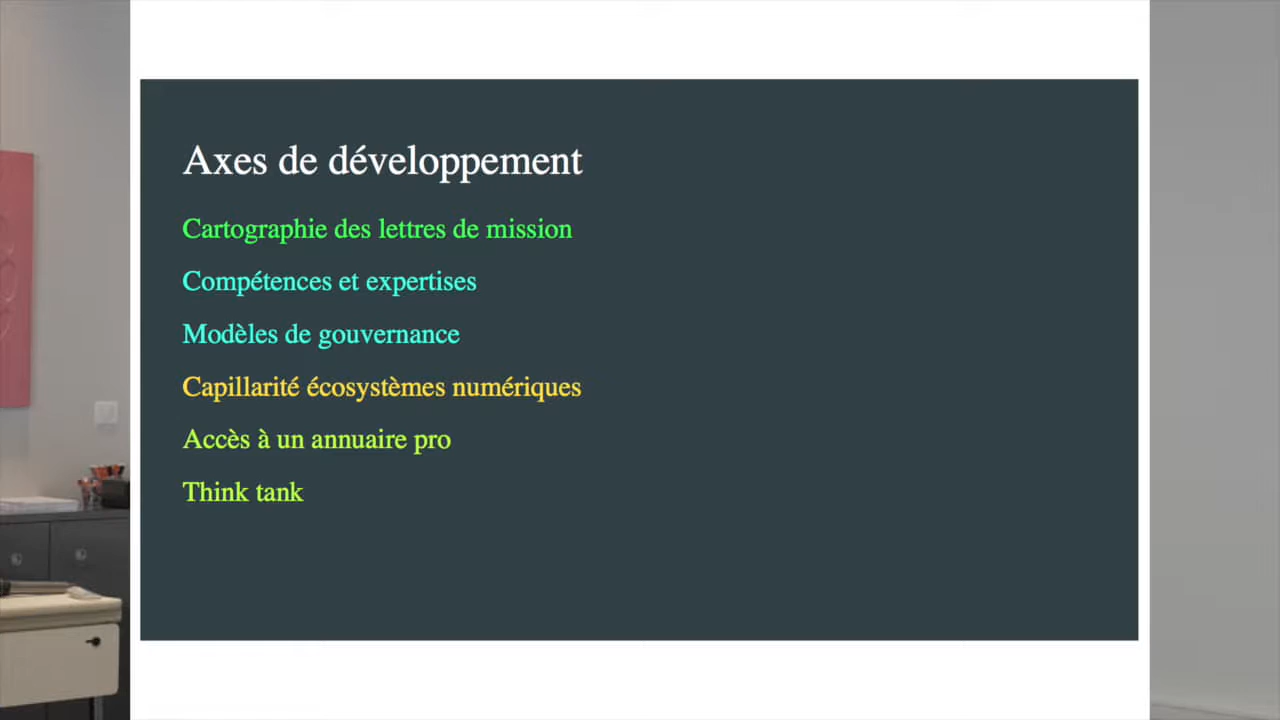 Axes de développement
Cartographie des lettres de mission
Compétences et expertises
Modèles de gouvernance
Capillarité écosystèmes numériques
Accès à un annuaire pro
Think tank